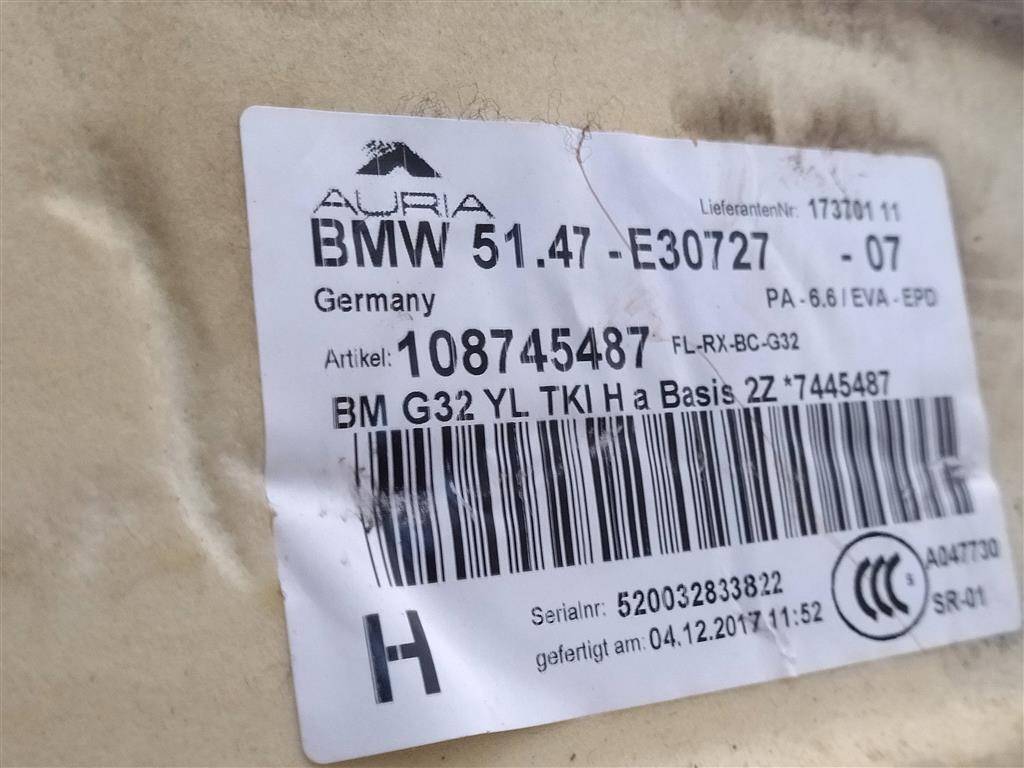 AURIA
LieferantenNr: 173701 11
BMW 51.47 - E30727 - 07
Germany
PA - 6.6 / EVA - EPD
Artikel: 108745487 FL-RX-BC-G32
BM G32 YL TKI H a Basis 2Z *7445487
CCC S
A047730
SR-01
Serialnr: 520032833822
gefertigt am: 04.12.2017 11:52
H